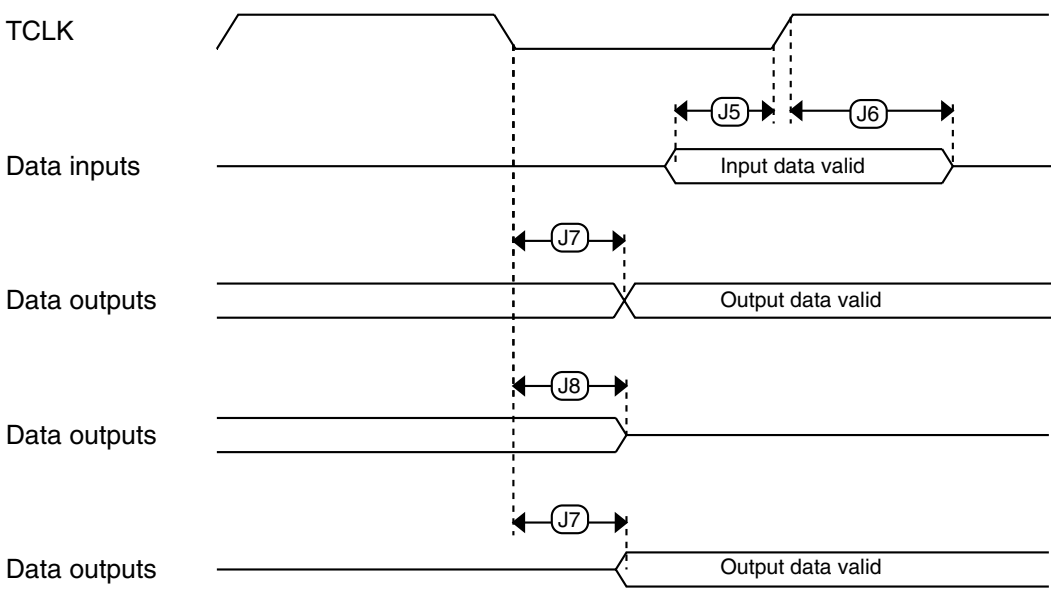 TCLK
J5
J6
Data inputs
Input data valid
J7
Data outputs
Output data valid
J8
Data outputs
J7
Data outputs
Output data valid